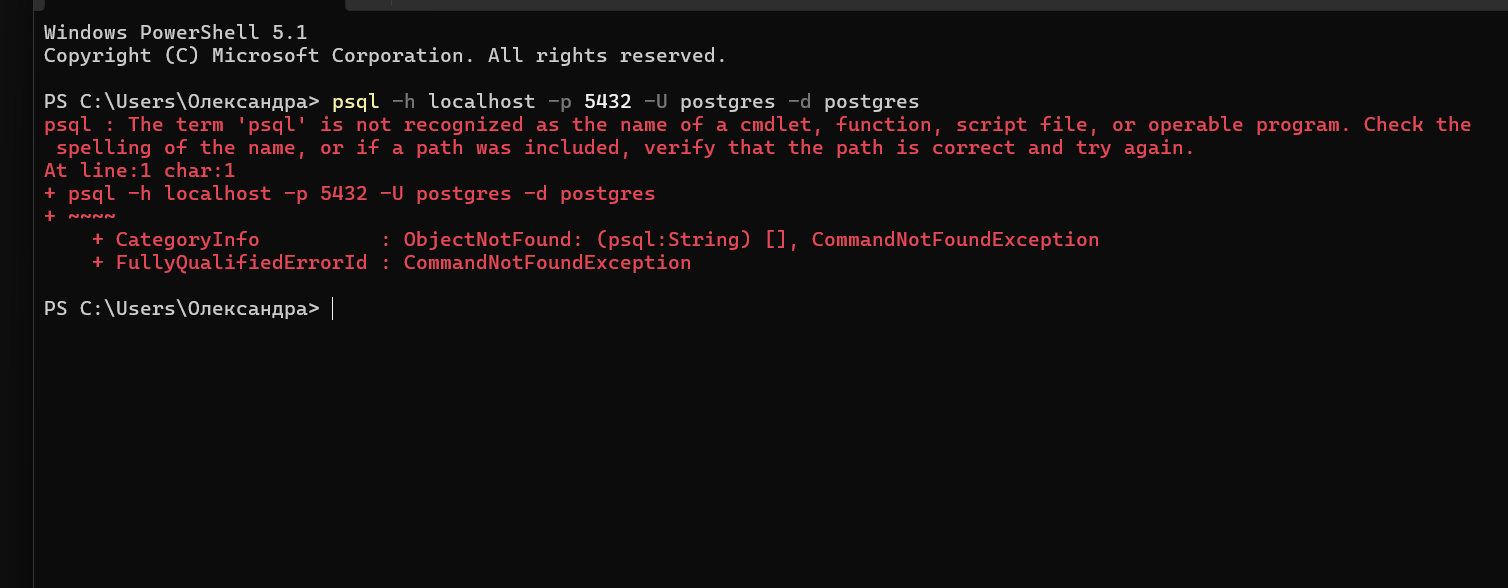 Windows PowerShell 5.1
Copyright (C) Microsoft Corporation. All rights reserved.
PS C:\Users\Олександра> psql -h localhost -p 5432 -U postgres -d postgres
psql : The term 'psql' is not recognized as the name of a cmdlet, function, script file, or operable program. Check the
 spelling of the name, or if a path was included, verify that the path is correct and try again.
At line:1 char:1
+ psql -h localhost -p 5432 -U postgres -d postgres
+ ~~~~
    + CategoryInfo          : ObjectNotFound: (psql:String) [], CommandNotFoundException
    + FullyQualifiedErrorId : CommandNotFoundException
PS C:\Users\Олександра>